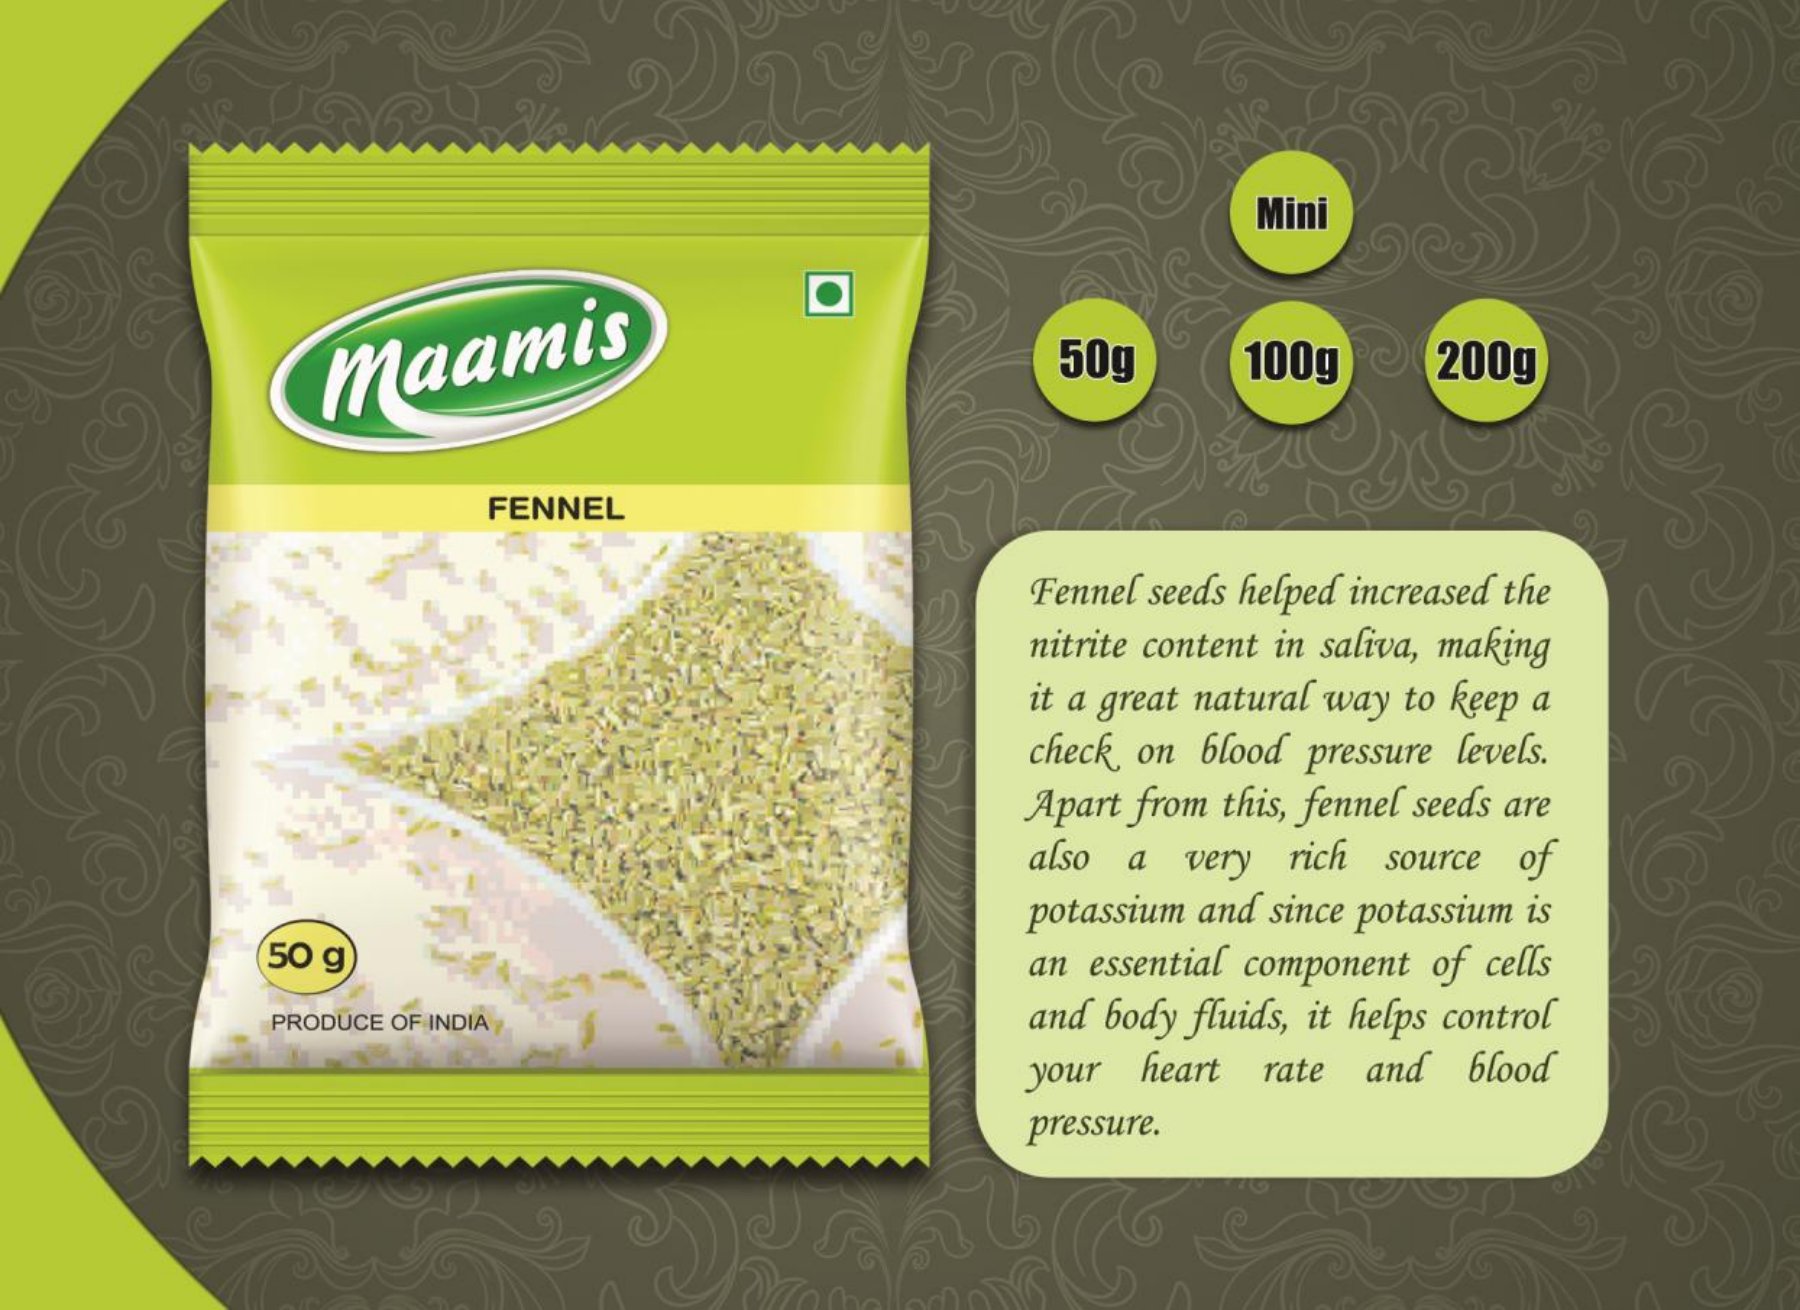 Maamis
FENNEL
50 g
PRODUCE OF INDIA
Mini
50g 100g 200g
Fennel seeds helped increased the
nitrite content in saliva, making
it a great natural way to keep a
check on blood pressure levels.
Apart from this, fennel seeds are
also a very rich source of
potassium and since potassium is
an essential component of cells
and body fluids, it helps control
your heart rate and blood
pressure.